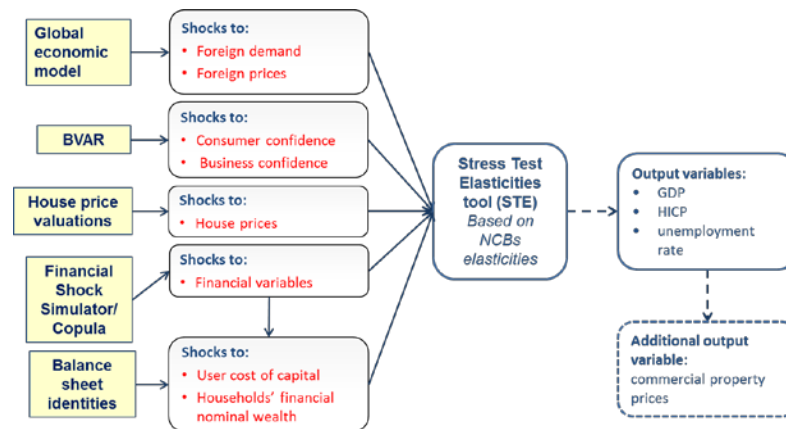 Global
economic
model
Shocks to:
• Foreign demand
• Foreign prices
BVAR
Shocks to:
• Consumer confidence
• Business confidence
House price
valuations
Shocks to:
• House prices
Financial
Shock
Simulator/
Copula
Shocks to:
• Financial variables
Balance
sheet
identities
Shocks to:
• User cost of capital
• Households' financial
nominal wealth
Stress Test
Elasticities
tool (STE)
Based on
NCBs
elasticities
Output variables:
• GDP
• HICP
• unemployment
rate
Additional output
variable:
commercial property
prices